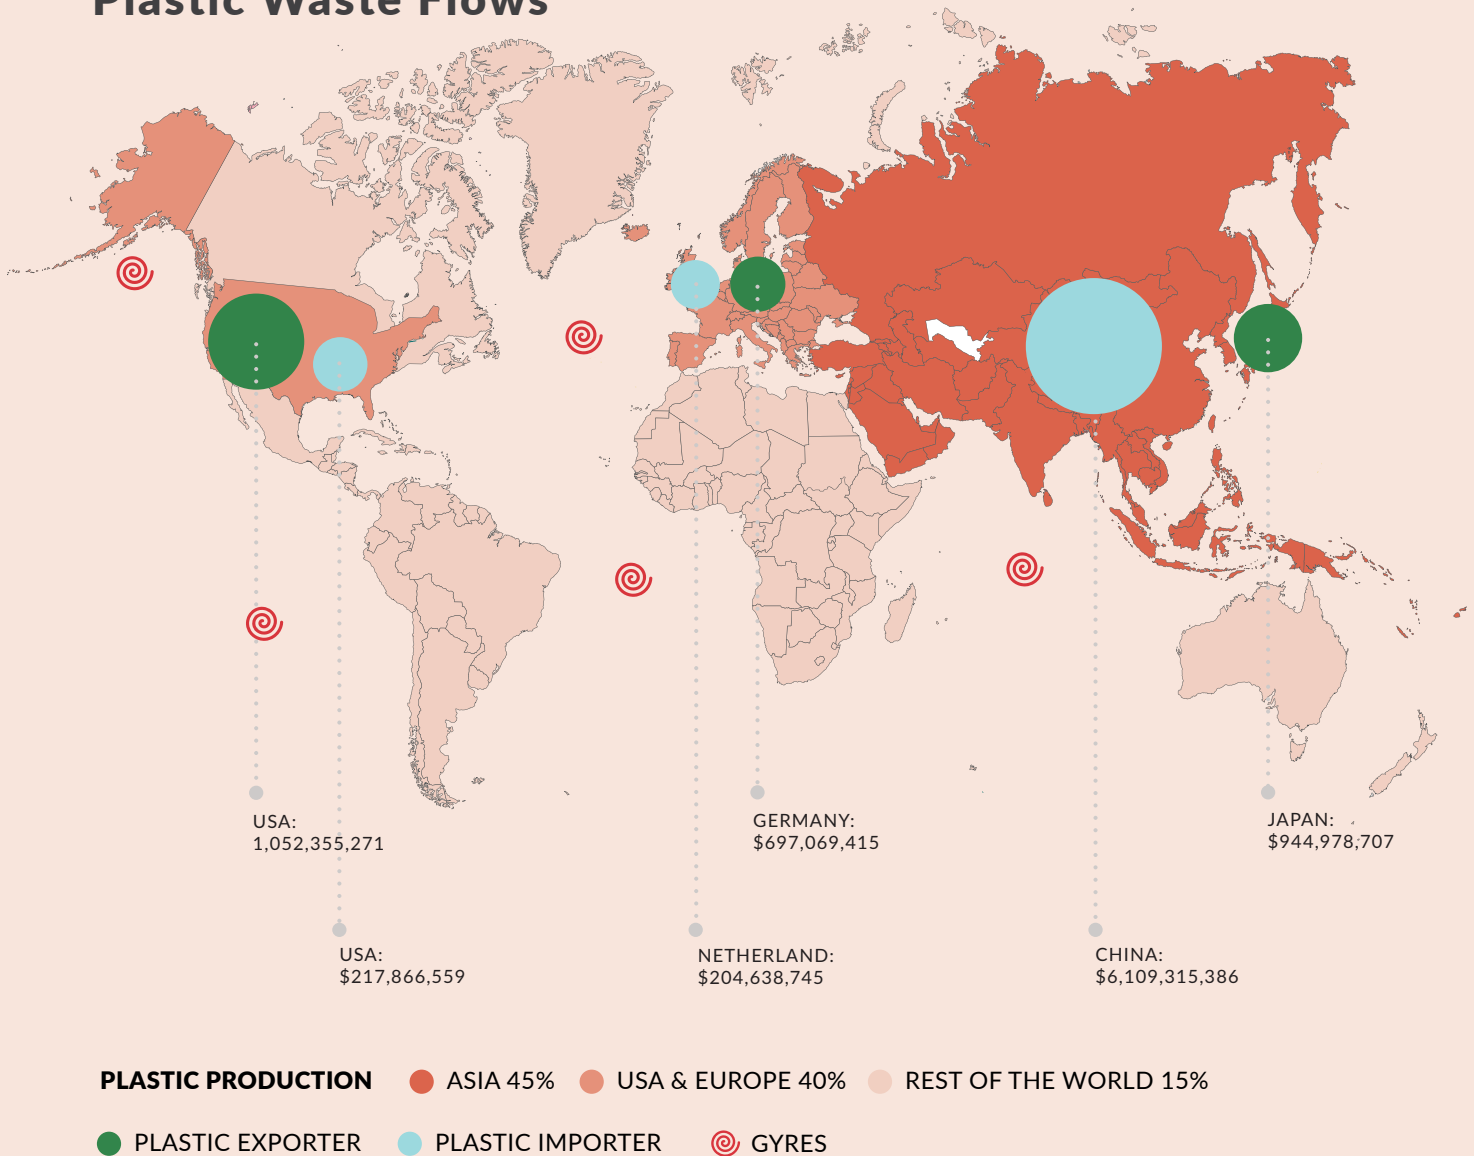 Plastic Waste Flows
USA:
1,052,355,271
GERMANY:
$697,069,415
JAPAN:
$944,978,707
USA:
$217,866,559
NETHERLAND:
$204,638,745
CHINA:
$6,109,315,386
PLASTIC PRODUCTION ASIA 45% USA & EUROPE 40% REST OF THE WORLD 15%
PLASTIC EXPORTER PLASTIC IMPORTER GYRES